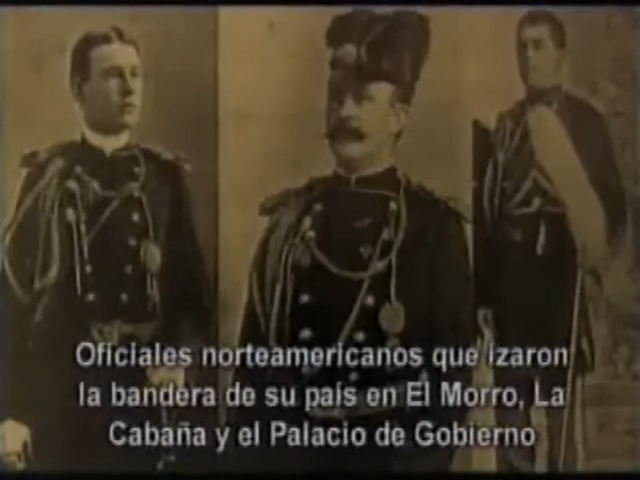 Oficiales norteamericanos que izaron
la bandera de su país en El Morro, La
Cabaña y el Palacio de Gobierno